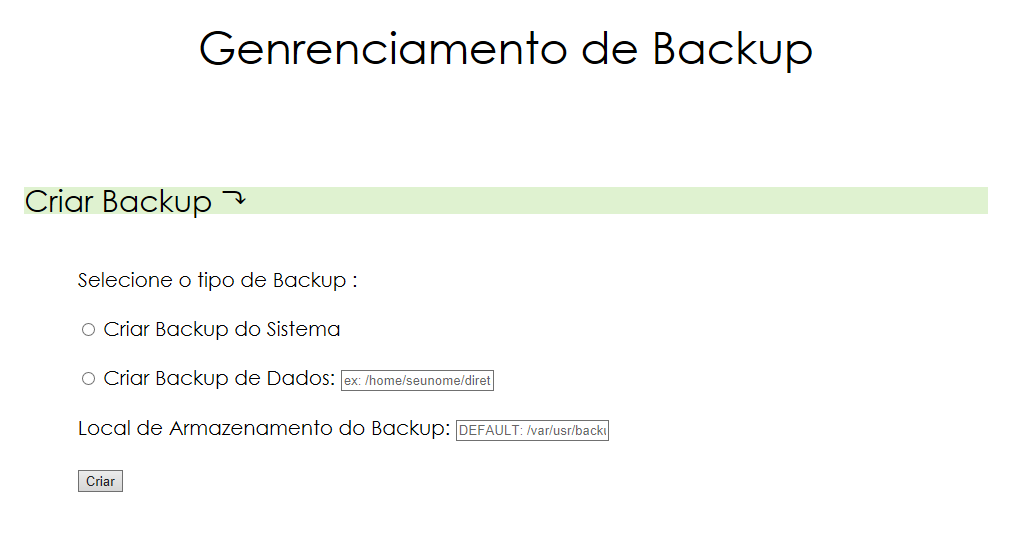 Genrenciamento de Backup
Criar Backup
Selecione o tipo de Backup :
Criar Backup do Sistema
Criar Backup de Dados: ex: /home/seunome/diret
Local de Armazenamento do Backup: DEFAULT: /var/usr/backu
Criar